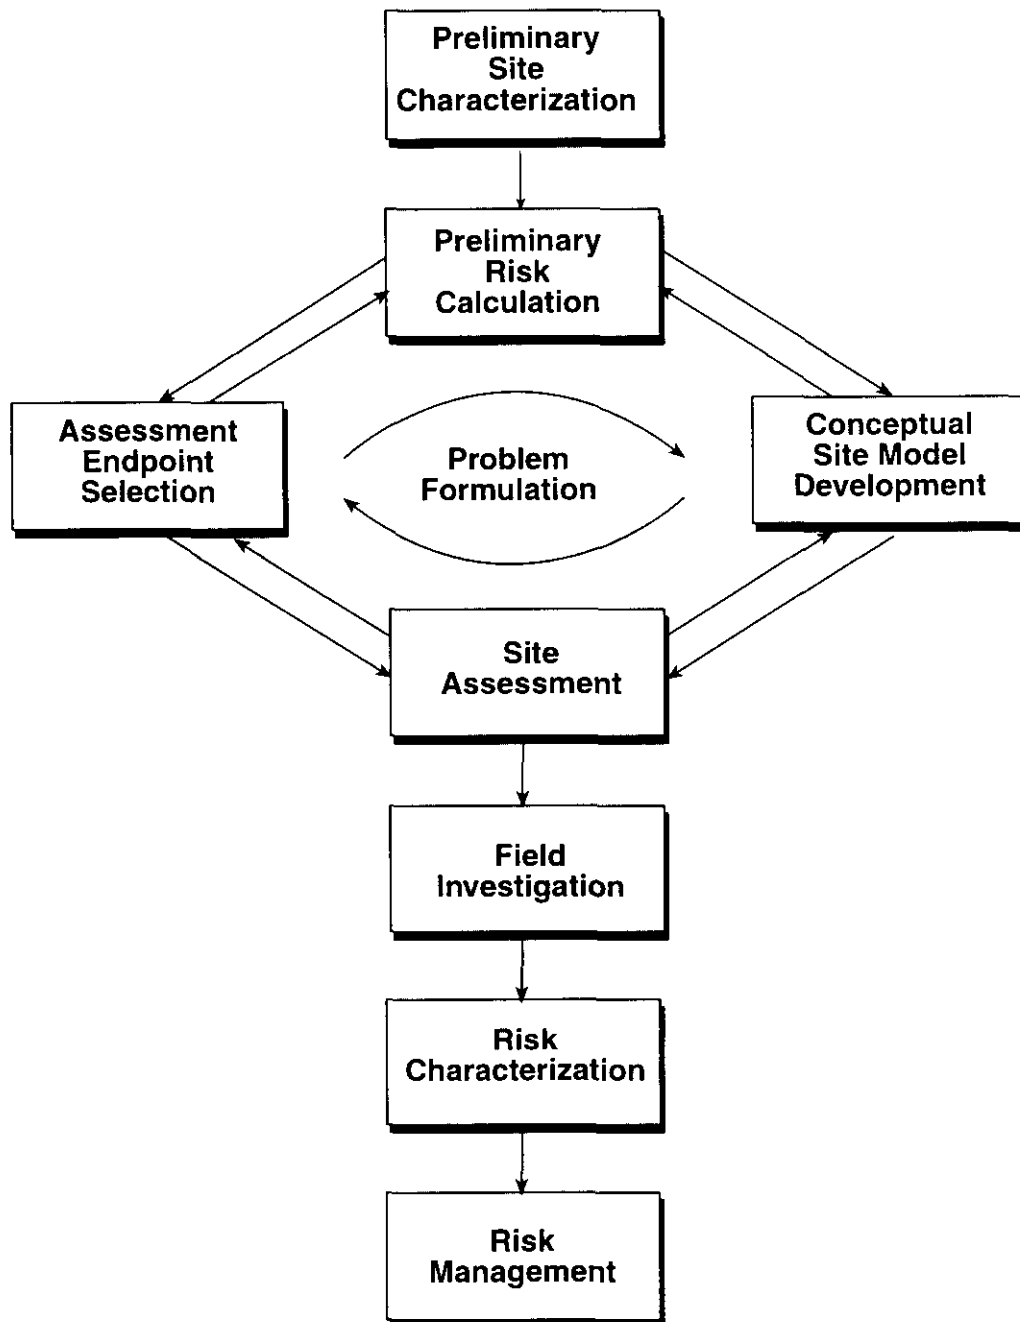 Preliminary
Site
Characterization
Preliminary
Risk
Calculation
Assessment
Endpoint
Selection
Problem
Formulation
Conceptual
Site Model
Development
Site
Assessment
Field
Investigation
Risk
Characterization
Risk
Management